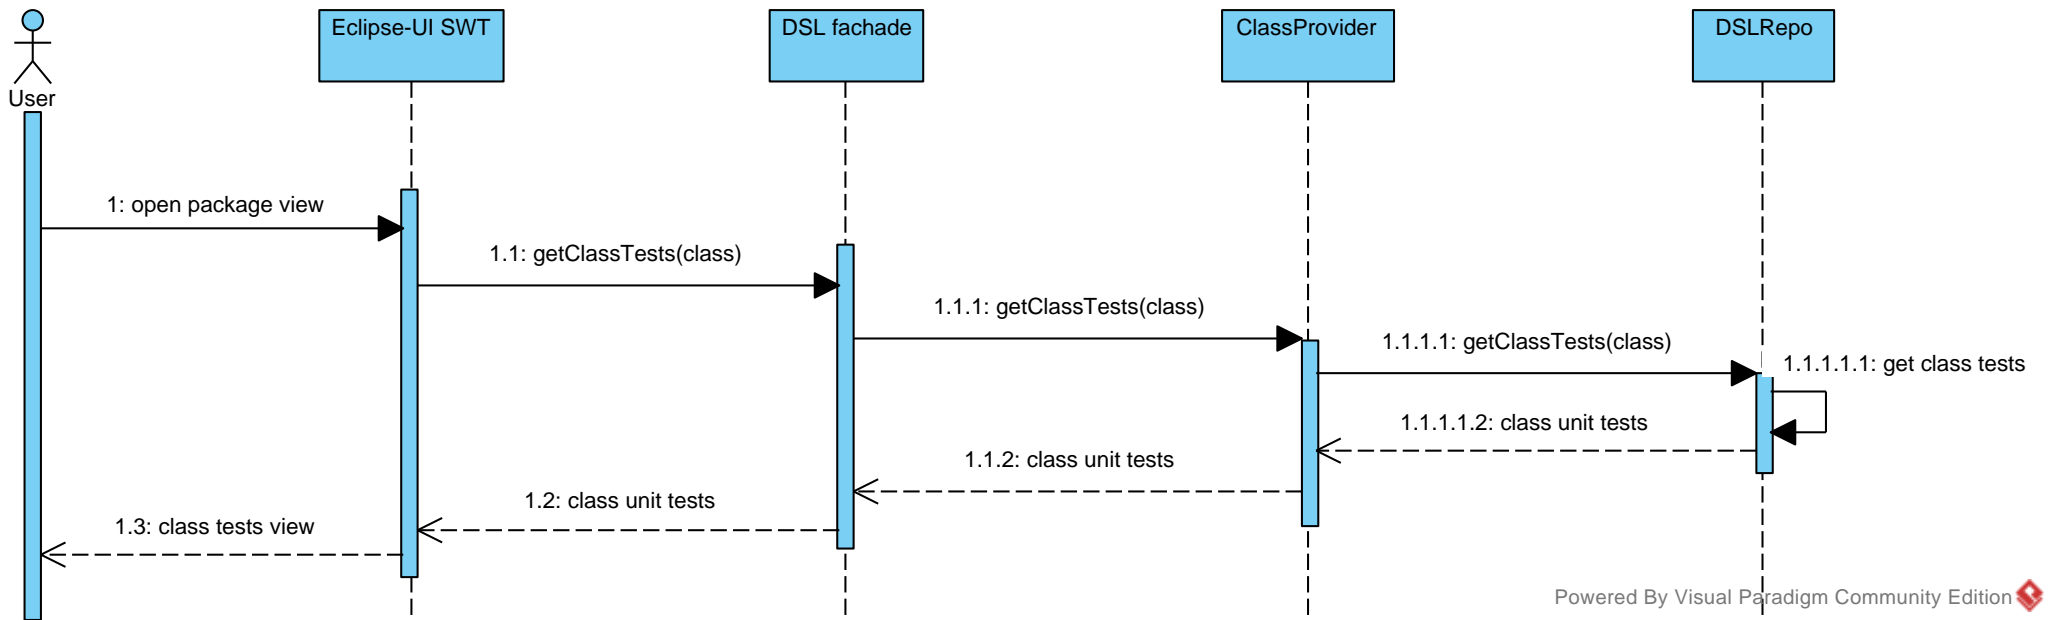 User
Eclipse-UI SWT
DSL fachade
ClassProvider
DSLRepo
1: open package view
1.1: getClassTests(class)
1.1.1: getClassTests(class)
1.1.1.1: getClassTests(class)
1.1.1.1.1: get class tests
1.1.1.1.2: class unit tests
1.1.2: class unit tests
1.2: class unit tests
1.3: class tests view
Powered By Visual Paradigm Community Edition